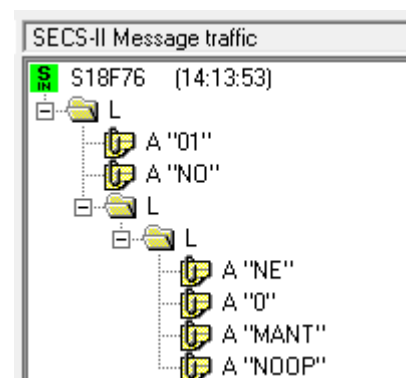 SECS-II Message traffic
S IN S18F76 (14:13:53)
L
A "01"
A "NO"
L
L
A "NE"
A "0"
A "MANT"
A "NOOP"